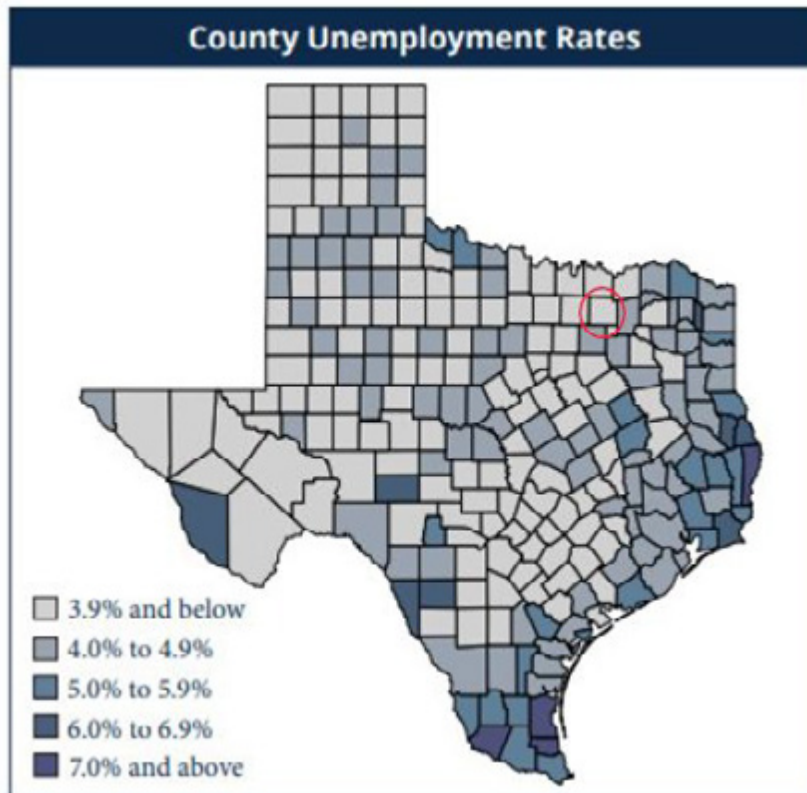 County Unemployment Rates
3.9% and below
4.0% to 4.9%
5.0% to 5.9%
6.0% to 6.9%
7.0% and above